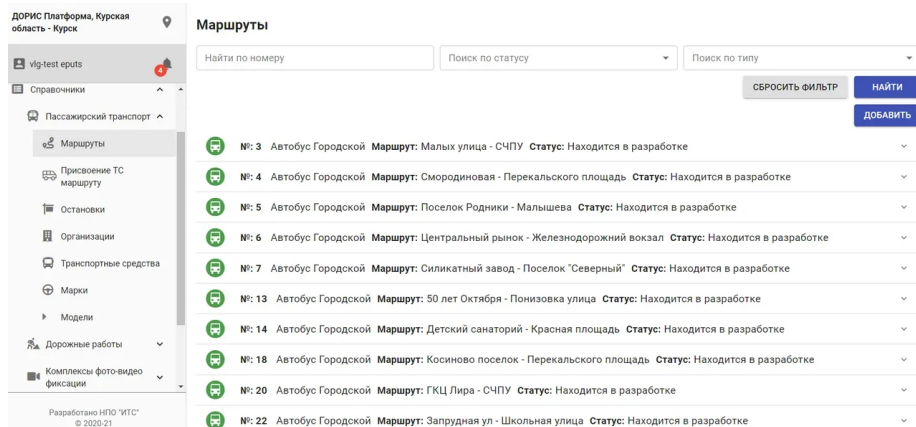 ДОРИС Платформа, Курская
область - Курск
vlg-test eputs
4
Справочники
Пассажирский транспорт
Маршруты
Присвоение ТС
маршруту
Остановки
Организации
Транспортные средства
Марки
Модели
Дорожные работы
Комплексы фото-видео
фиксации
Разработано НПО "ИТС"
© 2020-21
Маршруты
Найти по номеру
Поиск по статусу
Поиск по типу
СБРОСИТЬ ФИЛЬТР
НАЙТИ
ДОБАВИТЬ
№: 3 Автобус Городской Маршрут: Малых улица - СЧПУ Статус: Находится в разработке
№: 4 Автобус Городской Маршрут: Смородиновая - Перекальского площадь Статус: Находится в разработке
№: 5 Автобус Городской Маршрут: Поселок Родники - Малышева Статус: Находится в разработке
№: 6 Автобус Городской Маршрут: Центральный рынок - Железнодорожний вокзал Статус: Находится в разработке
№: 7 Автобус Городской Маршрут: Силикатный завод - Поселок "Северный" Статус: Находится в разработке
№: 13 Автобус Городской Маршрут: 50 лет Октября - Понизовка улица Статус: Находится в разработке
№: 14 Автобус Городской Маршрут: Детский санаторий - Красная площадь Статус: Находится в разработке
№: 18 Автобус Городской Маршрут: Косиново поселок - Перекальского площадь Статус: Находится в разработке
№: 20 Автобус Городской Маршрут: ГКЦ Лира - СЧПУ Статус: Находится в разработке
№: 22 Автобус Городской Маршрут: Запрудная ул - Школьная улица Статус: Находится в разработке